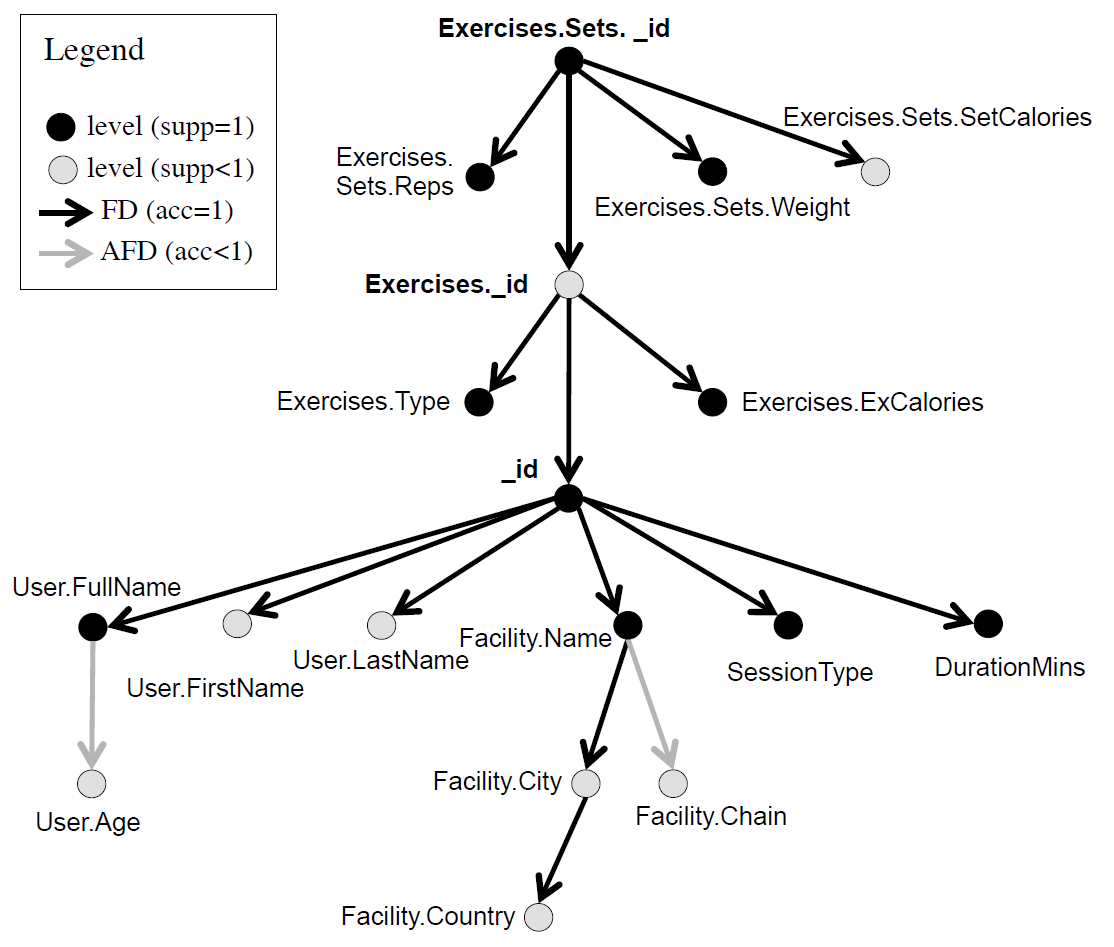 Exercises.Sets. _id
Legend
level (supp=1)
level (supp<1)
FD (acc=1)
AFD (acc<1)
Exercises.Sets.SetCalories
Exercises.
Sets.Reps
Exercises.Sets.Weight
Exercises._id
Exercises.Type
Exercises.ExCalories
_id
User.FullName
User.FirstName
User.LastName
Facility.Name
SessionType
DurationMins
User.Age
Facility.City
Facility.Chain
Facility.Country